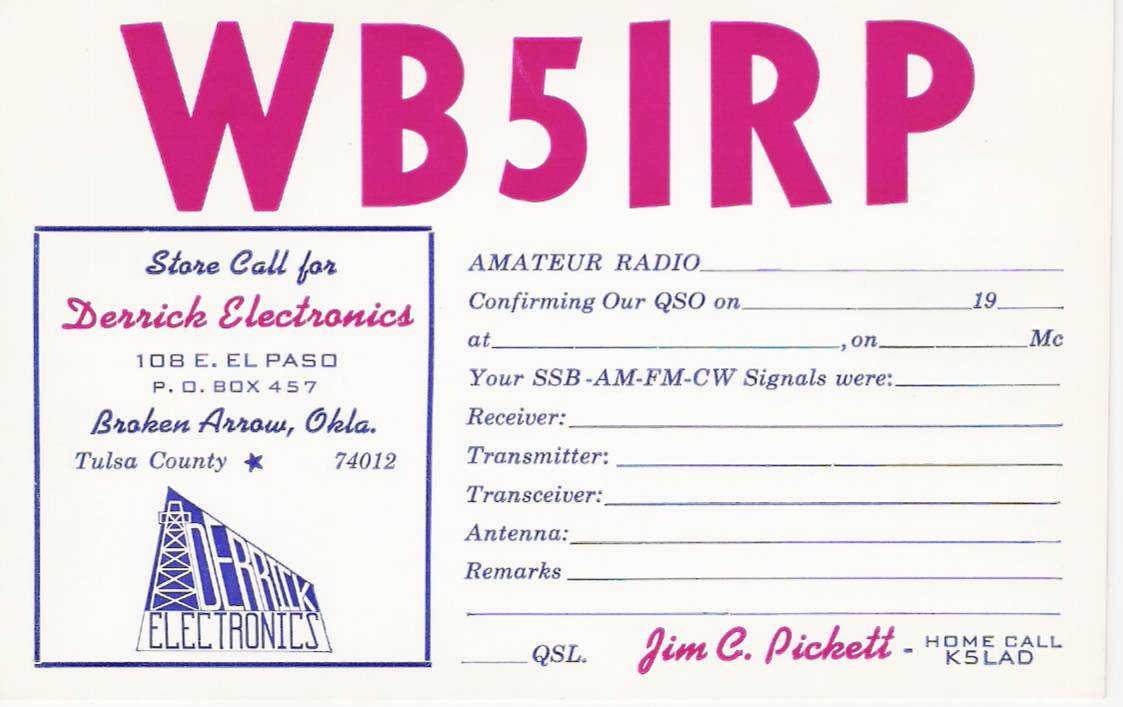 WB5IRP
Store Call for
Derrick Electronics
108 E. EL PASO
P. O. BOX 457
Broken Arrow, Okla.
Tulsa County ★ 74012
DERRICK
ELECTRONICS
AMATEUR RADIO
Confirming Our QSO on 19
at , on Mc
Your SSB-AM-FM-CW Signals were:
Receiver:
Transmitter:
Transceiver:
Antenna:
Remarks
QSL. Jim C. Pickett - HOME CALL
K5LAD